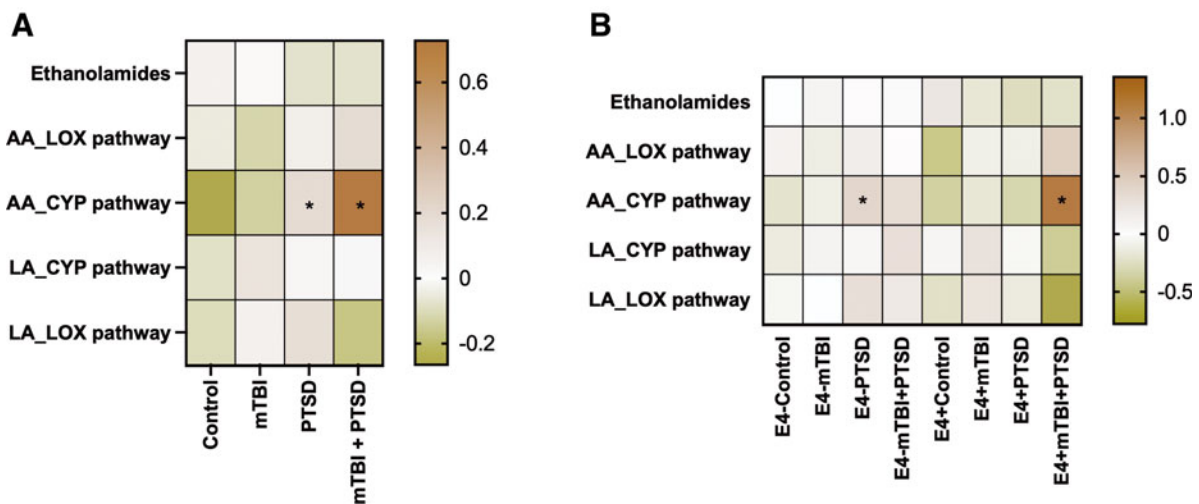 A
Ethanolamides
AA_LOX pathway
AA_CYP pathway
LA_CYP pathway
LA_LOX pathway
* *
Control
mTBI
PTSD
mTBI + PTSD
0.6
0.4
0.2
0
-0.2
B
Ethanolamides
AA_LOX pathway
AA_CYP pathway
LA_CYP pathway
LA_LOX pathway
* *
E4-Control
E4-mTBI
E4-PTSD
E4-mTBI+PTSD
E4+Control
E4+mTBI
E4+PTSD
E4+mTBI+PTSD
1.0
0.5
0
-0.5